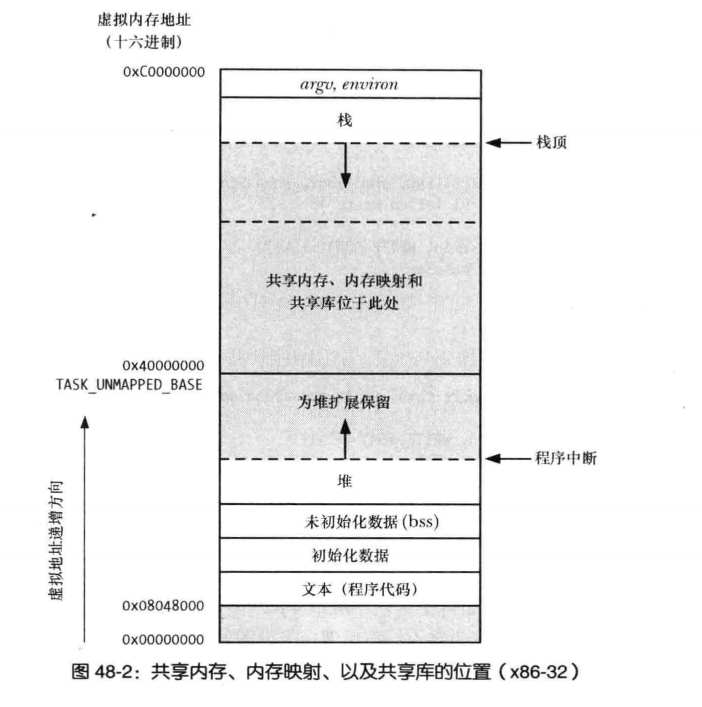 虚拟内存地址
（十六进制）
0xC0000000
argv, environ
栈
栈顶
共享内存、内存映射和
共享库位于此处
0x40000000
TASK_UNMAPPED_BASE
为堆扩展保留
程序中断
堆
未初始化数据(bss)
初始化数据
文本（程序代码）
虚拟地址递增方向
0x08048000
0x00000000
图 48-2：共享内存、内存映射、以及共享库的位置（x86-32）